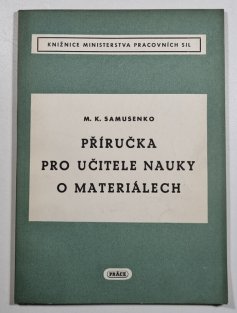 KNIŽNICE MINISTERSTVA PRACOVNÍCH SIL
M. K. SAMUSENKO
PŘÍRUČKA
PRO UČITELE NAUKY
O MATERIÁLECH
PRÁCE